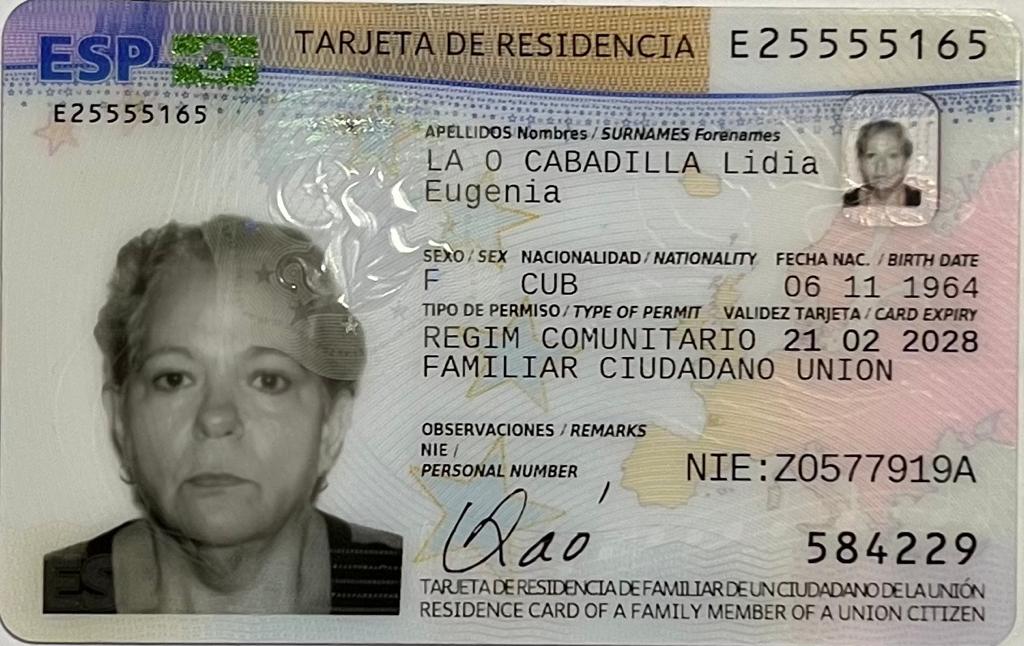 ESP TARJETA DE RESIDENCIA E25555165
E25555165
APELLIDOS Nombres / SURNAMES Forenames
LA O CABADILLA Lidia
Eugenia
SEXO / SEX NACIONALIDAD / NATIONALITY FECHA NAC. / BIRTH DATE
F CUB 06 11 1964
TIPO DE PERMISO / TYPE OF PERMIT VALIDEZ TARJETA / CARD EXPIRY
REGIM COMUNITARIO 21 02 2028
FAMILIAR CIUDADANO UNION
OBSERVACIONES / REMARKS
NIE /
PERSONAL NUMBER NIE:Z0577919A
584229
TARJETA DE RESIDENCIA DE FAMILIAR DE UN CIUDADANO DE LA UNIÓN
RESIDENCE CARD OF A FAMILY MEMBER OF A UNION CITIZEN